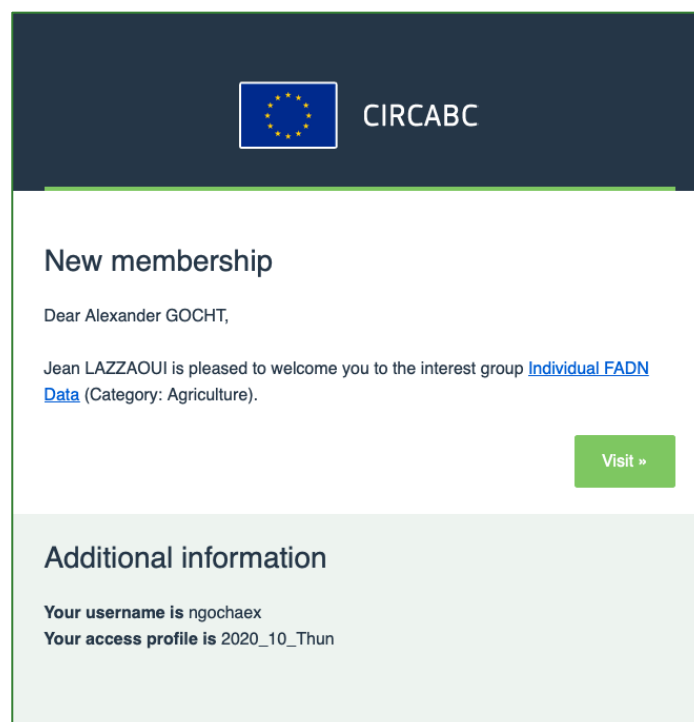 CIRCABC
New membership
Dear Alexander GOCHT,
Jean LAZZAOUI is pleased to welcome you to the interest group Individual FADN
Data (Category: Agriculture).
Visit »
Additional information
Your username is ngochaex
Your access profile is 2020_10_Thun